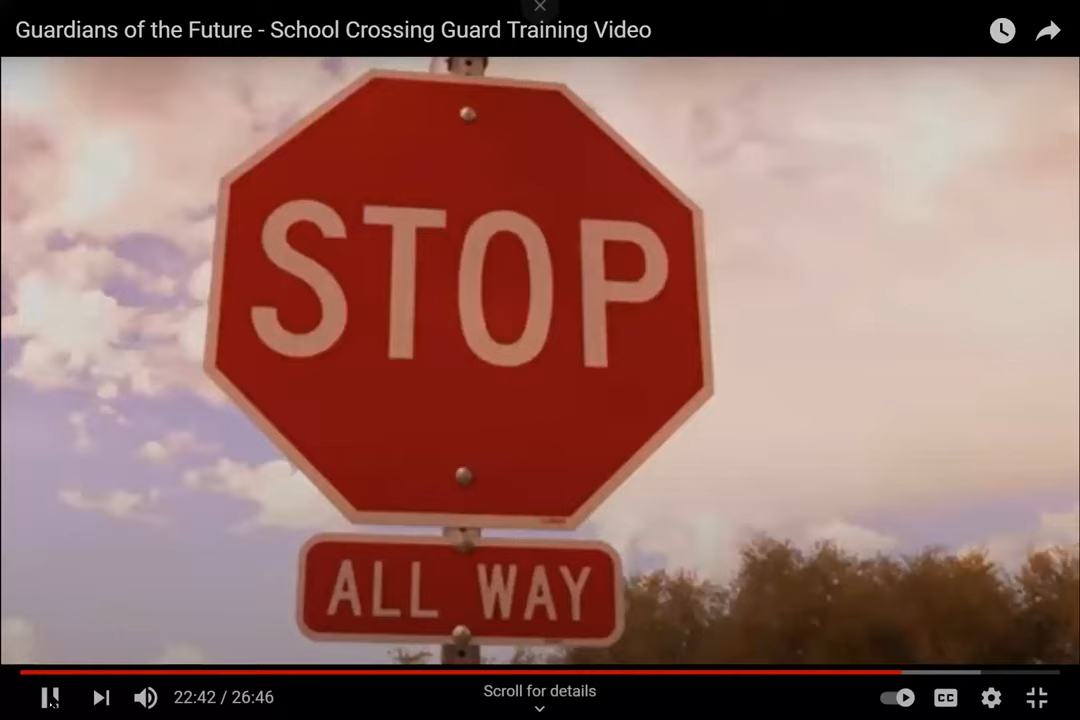 Guardians of the Future - School Crossing Guard Training Video
STOP
ALL WAY
22:42 / 26:46
Scroll for details
CC